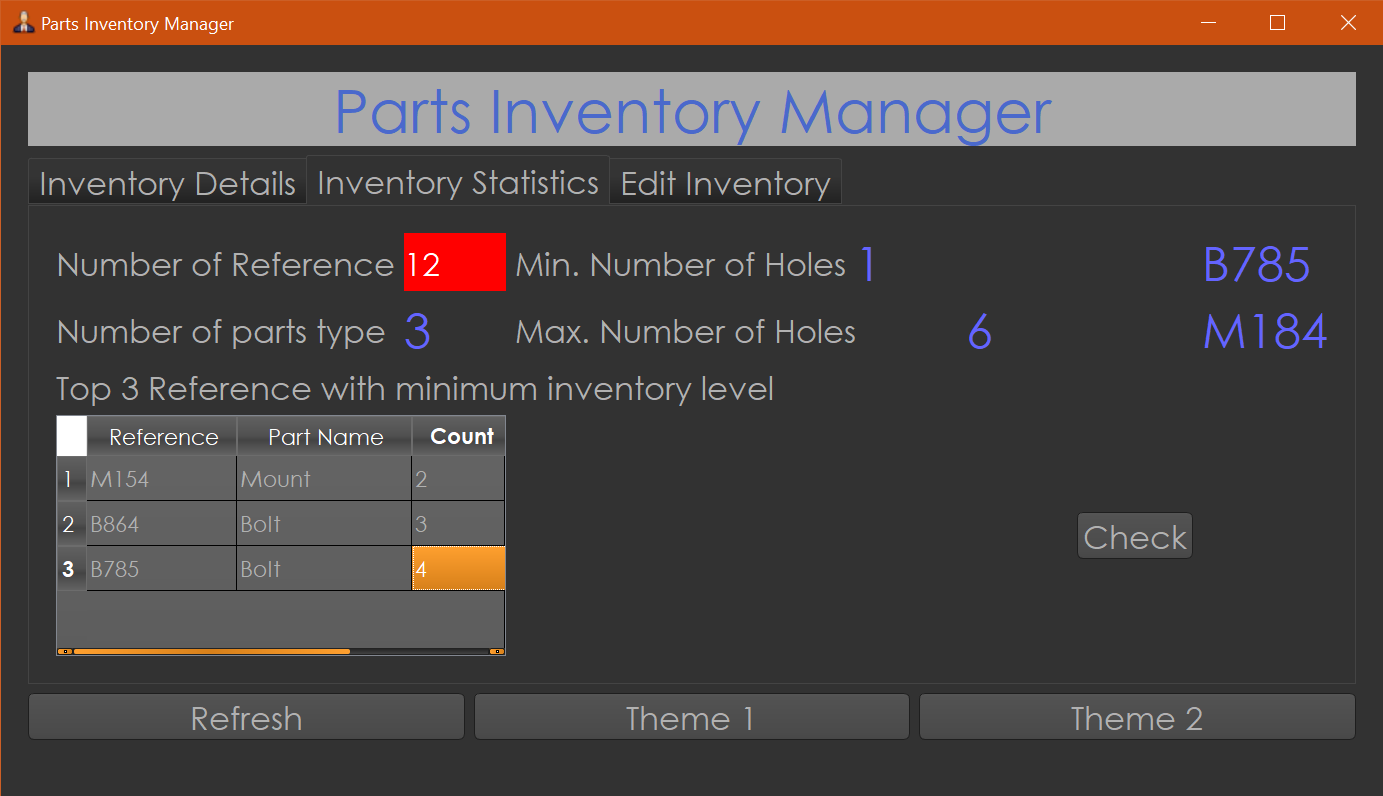 Parts Inventory Manager
Parts Inventory Manager
Inventory Details Inventory Statistics Edit Inventory
Number of Reference 12 Min. Number of Holes 1 B785
Number of parts type 3 Max. Number of Holes 6 M184
Top 3 Reference with minimum inventory level
Reference Part Name Count
1 M154 Mount 2
2 B864 Bolt 3
3 B785 Bolt 4
Check
Refresh Theme 1 Theme 2